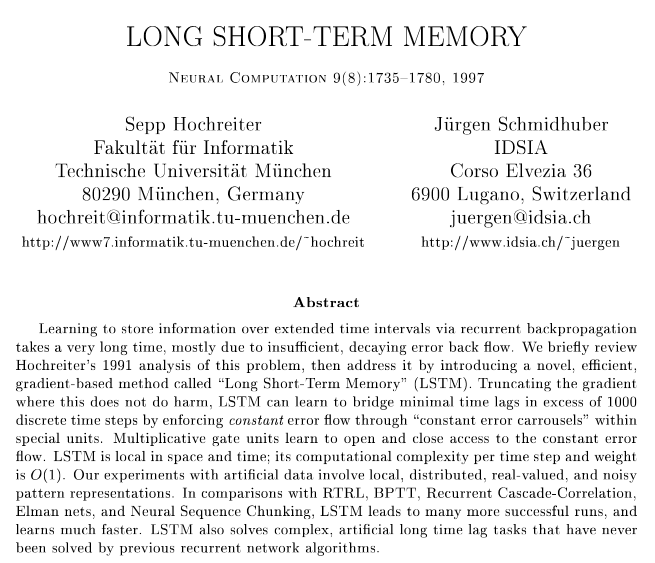 LONG SHORT-TERM MEMORY
NEURAL COMPUTATION 9(8):1735–1780, 1997
Sepp Hochreiter
Fakultät für Informatik
Technische Universität München
80290 München, Germany
hochreit@informatik.tu-muenchen.de
http://www7.informatik.tu-muenchen.de/~hochreit
Jürgen Schmidhuber
IDSIA
Corso Elvezia 36
6900 Lugano, Switzerland
juergen@idsia.ch
http://www.idsia.ch/~juergen
Abstract
Learning to store information over extended time intervals via recurrent backpropagation
takes a very long time, mostly due to insufficient, decaying error back flow. We briefly review
Hochreiter's 1991 analysis of this problem, then address it by introducing a novel, efficient,
gradient-based method called “Long Short-Term Memory” (LSTM). Truncating the gradient
where this does not do harm, LSTM can learn to bridge minimal time lags in excess of 1000
discrete time steps by enforcing constant error flow through “constant error carrousels” within
special units. Multiplicative gate units learn to open and close access to the constant error
flow. LSTM is local in space and time; its computational complexity per time step and weight
is O(1). Our experiments with artificial data involve local, distributed, real-valued, and noisy
pattern representations. In comparisons with RTRL, BPTT, Recurrent Cascade-Correlation,
Elman nets, and Neural Sequence Chunking, LSTM leads to many more successful runs, and
learns much faster. LSTM also solves complex, artificial long time lag tasks that have never
been solved by previous recurrent network algorithms.